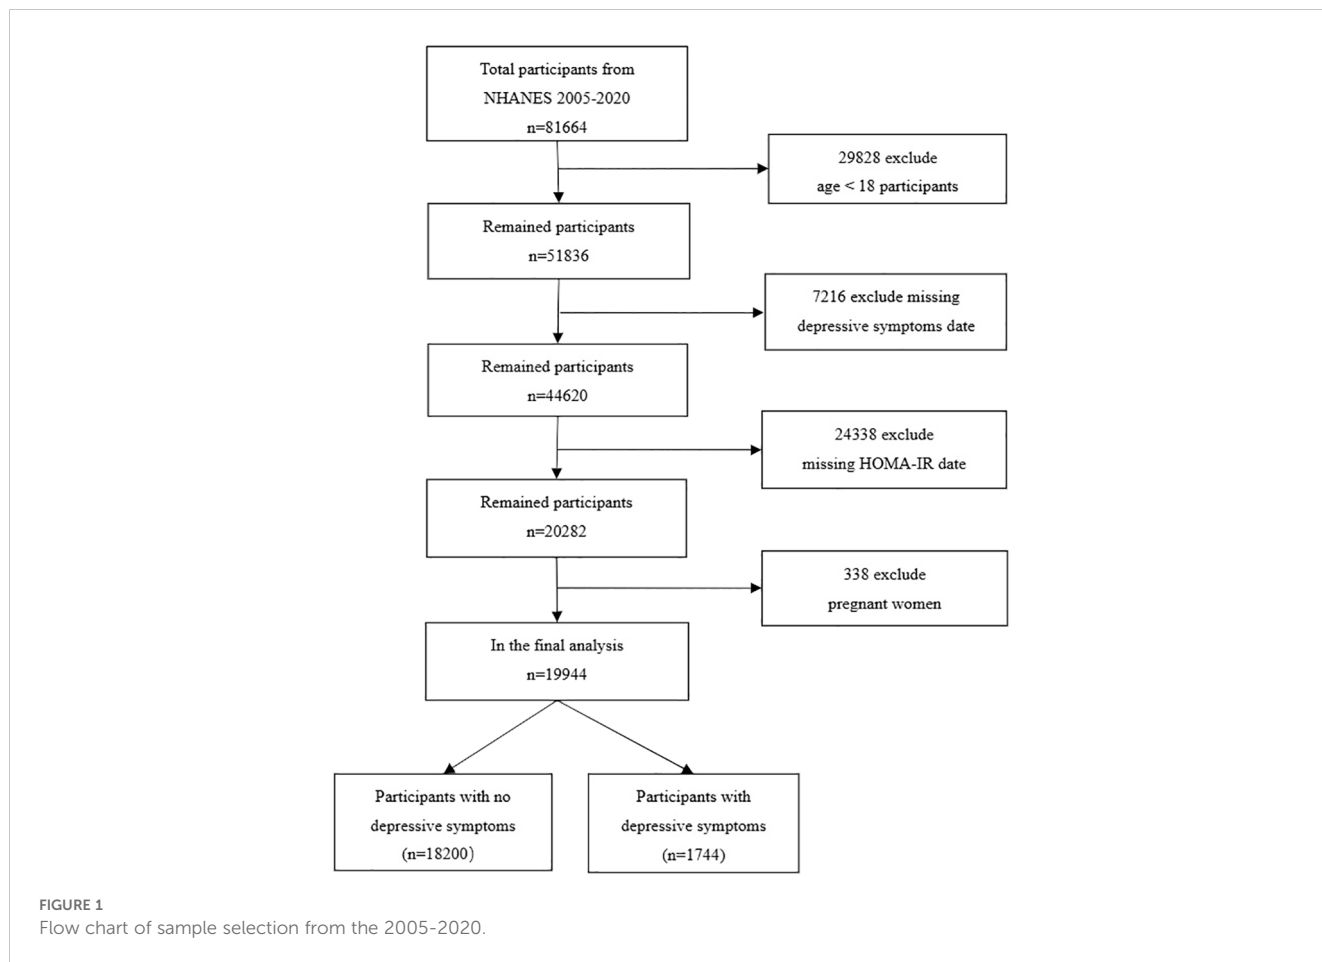 Total participants from
NHANES 2005-2020
n=81664
29828 exclude
age < 18 participants
Remained participants
n=51836
7216 exclude missing
depressive symptoms date
Remained participants
n=44620
24338 exclude
missing HOMA-IR date
Remained participants
n=20282
338 exclude
pregnant women
In the final analysis
n=19944
Participants with no
depressive symptoms
(n=18200)
Participants with
depressive symptoms
(n=1744)
FIGURE 1
Flow chart of sample selection from the 2005-2020.